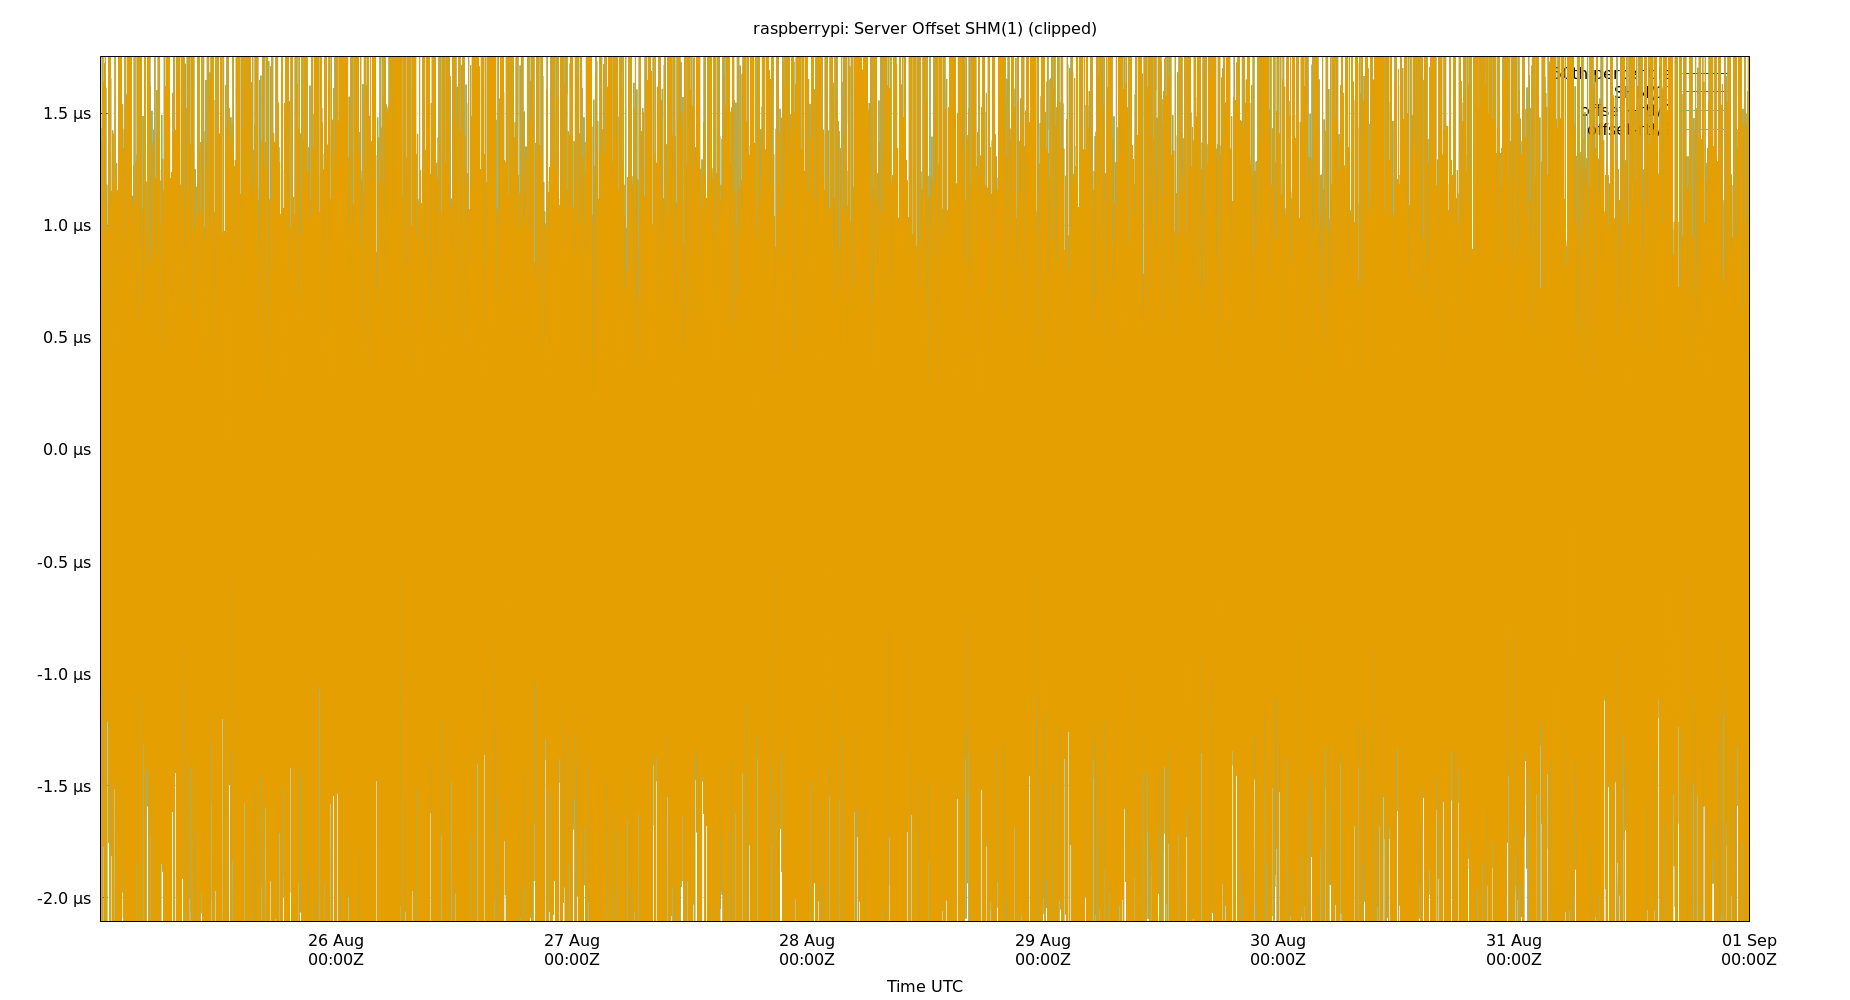 raspberrypi: Server Offset SHM(1) (clipped)
1.5 µs
1.0 µs
0.5 µs
0.0 µs
-0.5 µs
-1.0 µs
-1.5 µs
-2.0 µs
26 Aug
00:00Z
27 Aug
00:00Z
28 Aug
00:00Z
29 Aug
00:00Z
30 Aug
00:00Z
31 Aug
00:00Z
01 Sep
00:00Z
Time UTC